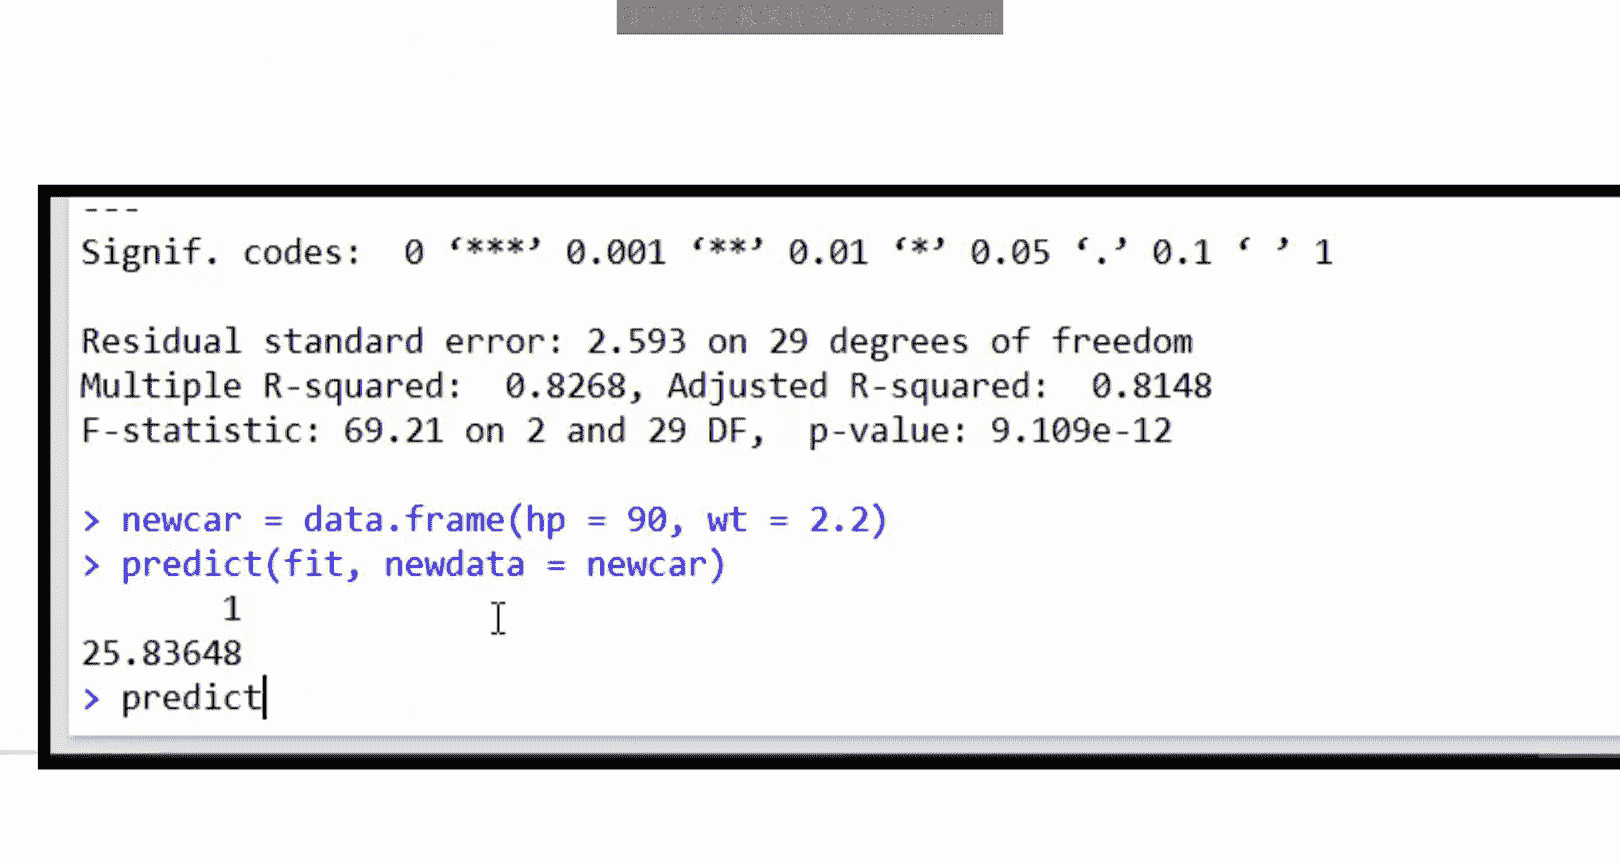 ---
Signif. codes:  0 ‘***’ 0.001 ‘**’ 0.01 ‘*’ 0.05 ‘.’ 0.1 ‘ ’ 1
Residual standard error: 2.593 on 29 degrees of freedom
Multiple R-squared:  0.8268, Adjusted R-squared:  0.8148
F-statistic: 69.21 on 2 and 29 DF,  p-value: 9.109e-12
> newcar = data.frame(hp = 90, wt = 2.2)
> predict(fit, newdata = newcar)
1
25.83648
> predict